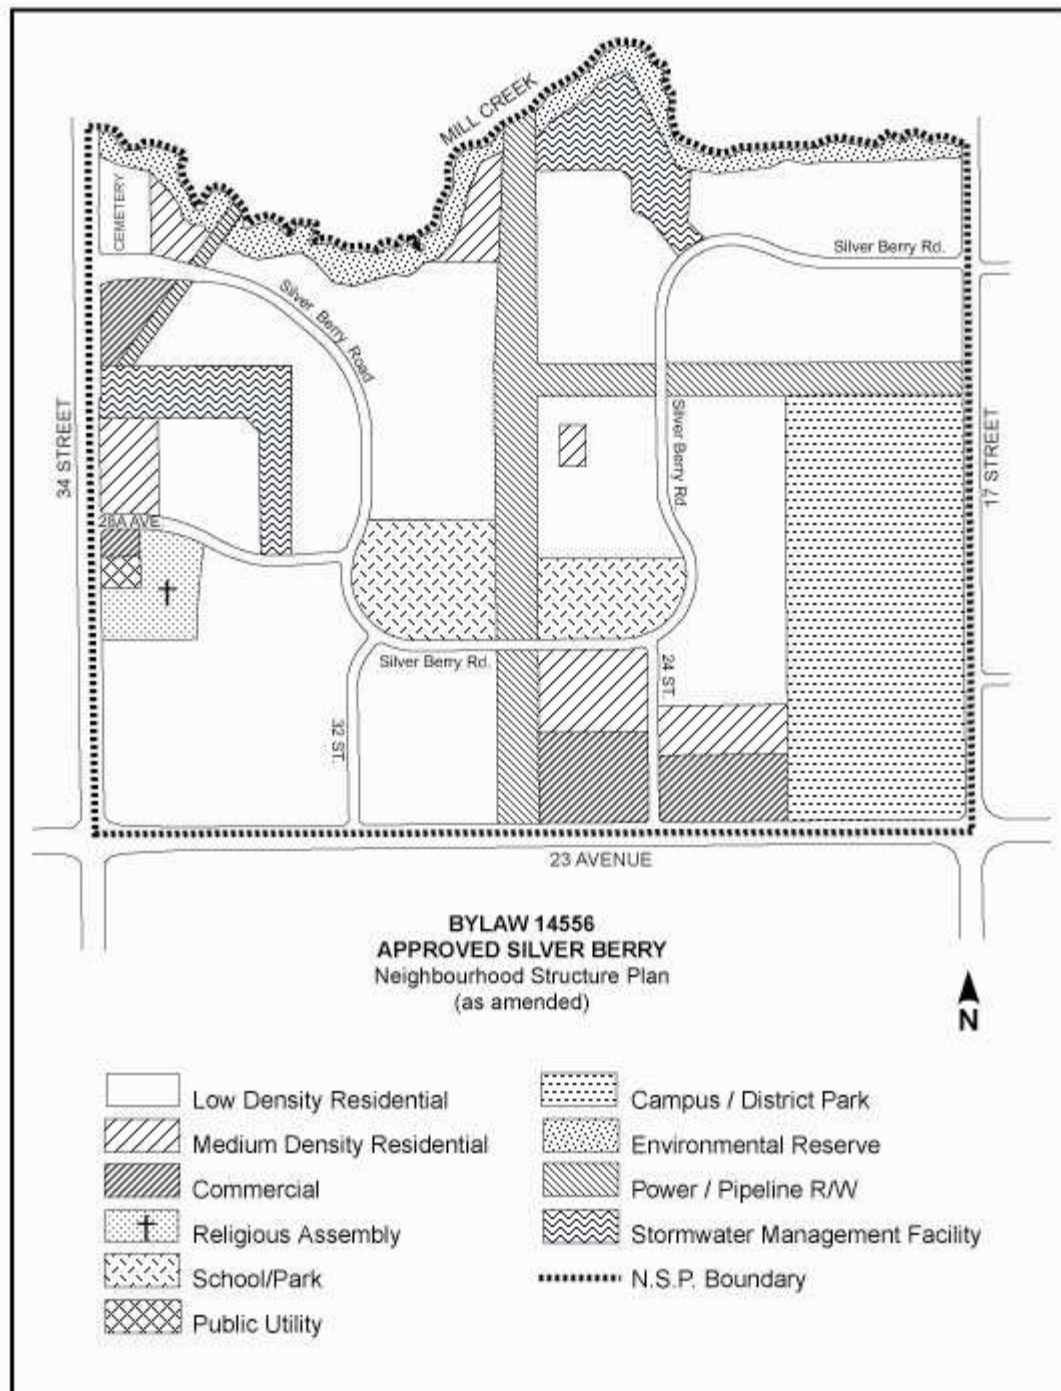 MILL CREEK
CEMETERY
Silver Berry Rd.
Silver Berry Road
34 STREET
Silver Berry Rd
17 STREET
28A AVE.
Silver Berry Rd.
24 ST.
32 ST.
23 AVENUE
BYLAW 14556
APPROVED SILVER BERRY
Neighbourhood Structure Plan
(as amended)
N
Low Density Residential
Medium Density Residential
Commercial
Religious Assembly
School/Park
Public Utility
Campus / District Park
Environmental Reserve
Power / Pipeline R/W
Stormwater Management Facility
N.S.P. Boundary